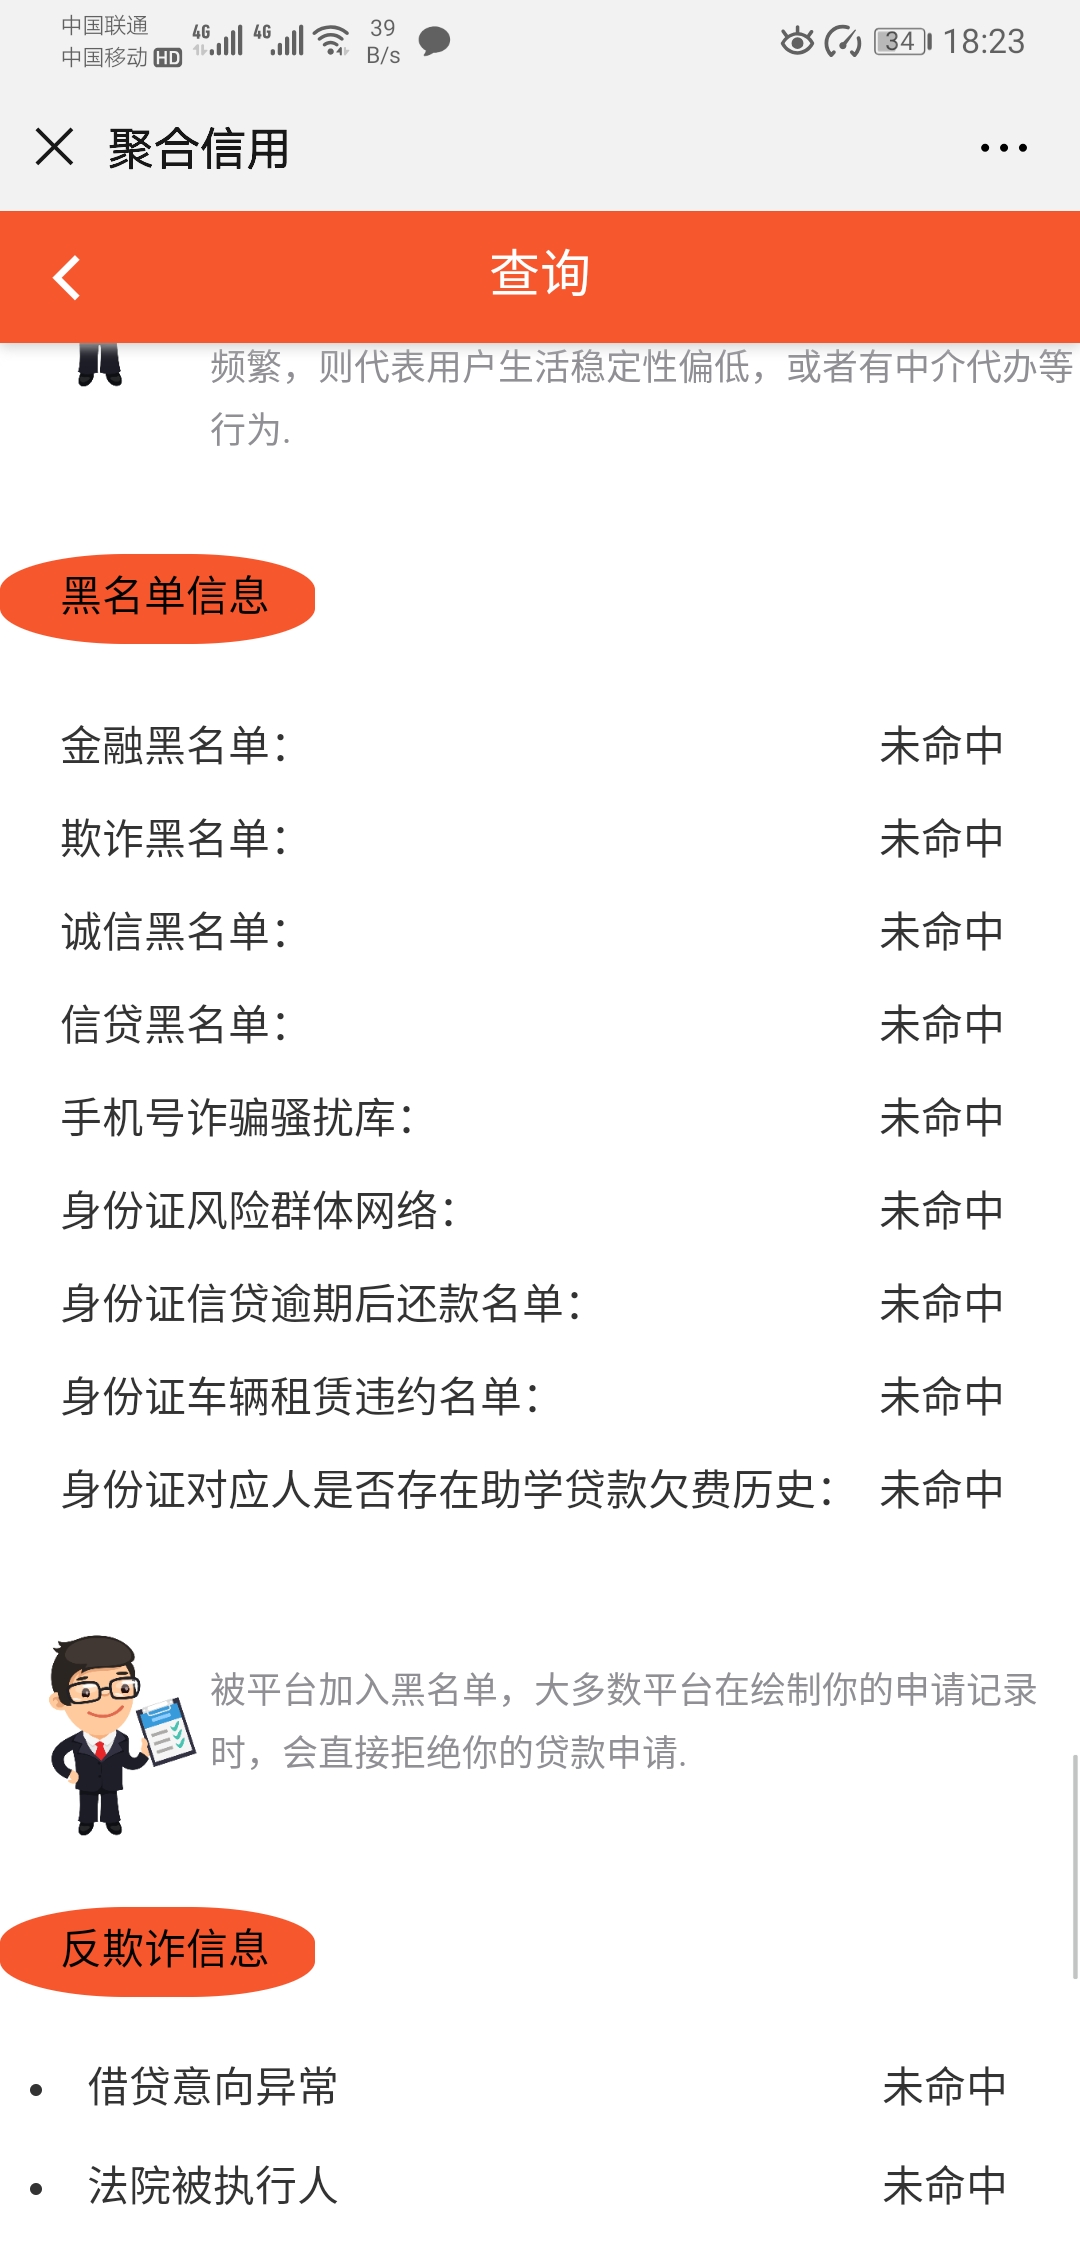 中国联通
中国移动 HD
4G
4G
39
B/s
34
18:23
聚合信用
查询
频繁，则代表用户生活稳定性偏低，或者有中介代办等
行为.
黑名单信息
金融黑名单： 未命中
欺诈黑名单： 未命中
诚信黑名单： 未命中
信贷黑名单： 未命中
手机号诈骗骚扰库： 未命中
身份证风险群体网络： 未命中
身份证信贷逾期后还款名单： 未命中
身份证车辆租赁违约名单： 未命中
身份证对应人是否存在助学贷款欠费历史： 未命中
被平台加入黑名单，大多数平台在绘制你的申请记录
时，会直接拒绝你的贷款申请.
反欺诈信息
• 借贷意向异常 未命中
• 法院被执行人 未命中